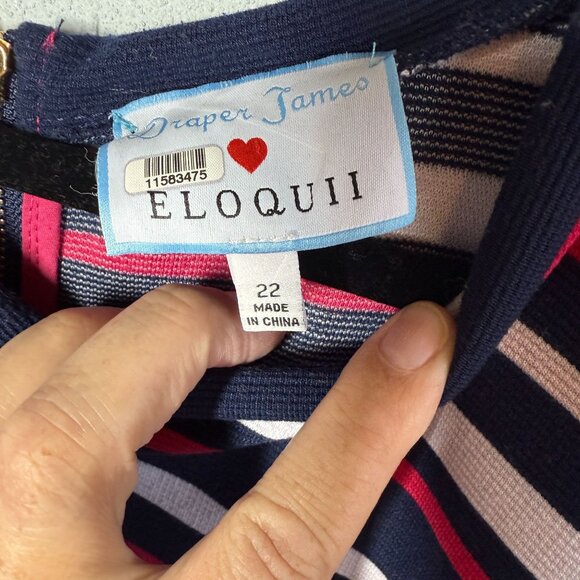 Draper James
11583475
ELOQUII
22
MADE
IN CHINA